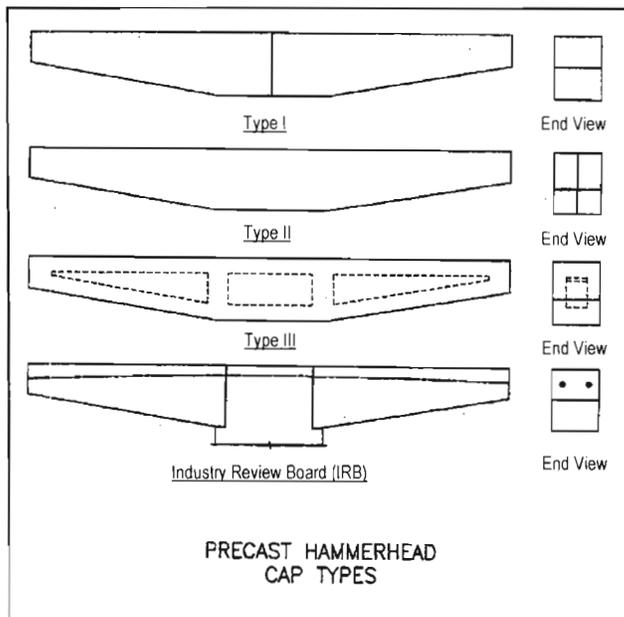 Type I
End View
Type II
End View
Type III
End View
Industry Review Board (IRB)
End View
PRECAST HAMMERHEAD
CAP TYPES